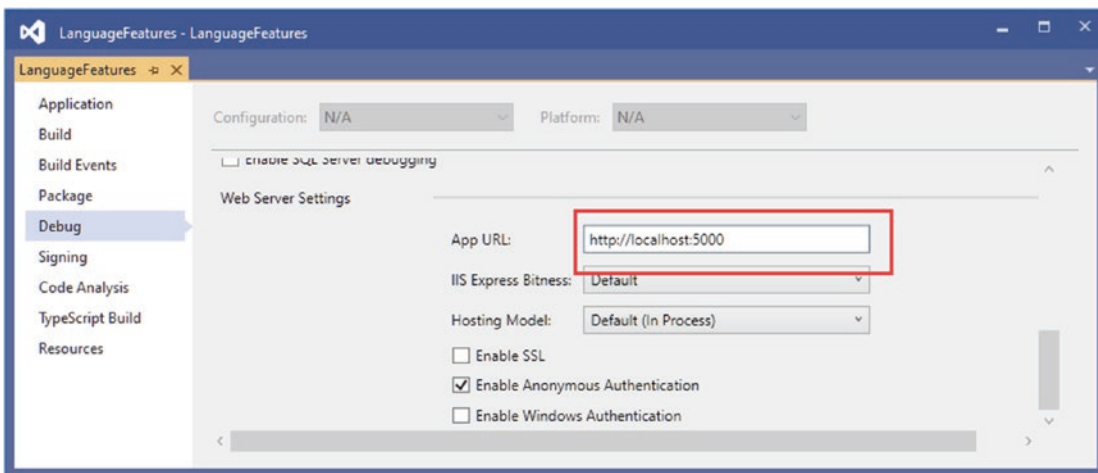 LanguageFeatures - LanguageFeatures
LanguageFeatures
Application
Build
Build Events
Package
Debug
Signing
Code Analysis
TypeScript Build
Resources
Configuration: N/A Platform: N/A
Enable SQL Server debugging
Web Server Settings
App URL: http://localhost:5000
IIS Express Bitness: Default
Hosting Model: Default (In Process)
Enable SSL
Enable Anonymous Authentication
Enable Windows Authentication